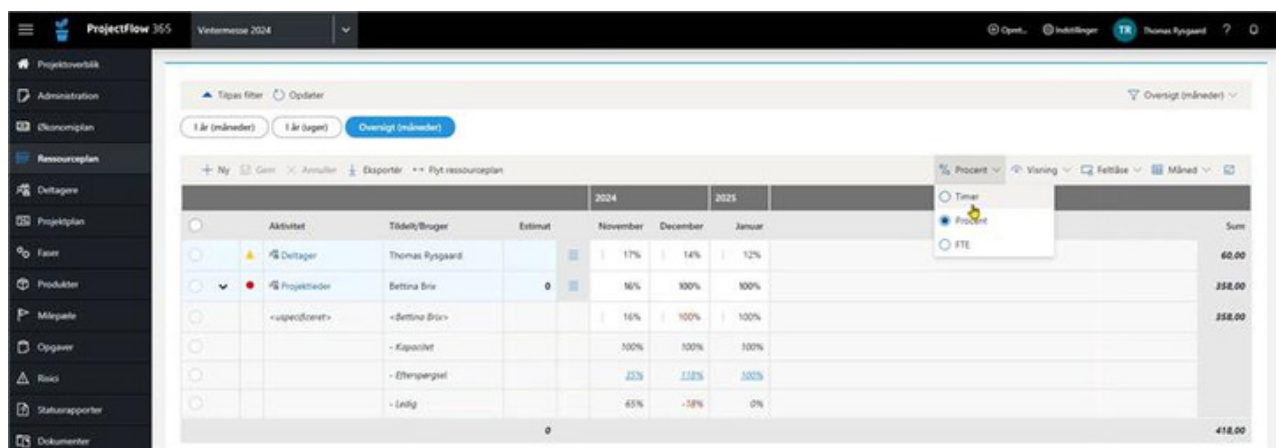 ProjectFlow 365
Vintermesse 2024
Opret...
Indstillinger
TR
Thomas Rysgaard
?
Projektoverblik
Administration
Økonomiplan
Ressourceplan
Deltagere
Projektplan
Faser
Produkter
Milepæle
Opgaver
Risici
Statusrapporter
Dokumenter
Tilpas filter Opdater
Oversigt (måneder)
I år (måneder) I år (uger) Oversigt (måneder)
Ny Gem Annuller Eksportér Flyt ressourceplan
Procent Visning Feltlåse Måned
Timer
Procent
FTE
2024 2025
Aktivitet Tildelt/Bruger Estimat November December Januar Sum
Deltager Thomas Rysgaard 17% 14% 12% 60,00
Projektleder Bettina Brix 0 16% 100% 100% 358,00
<uspecificeret> <Bettina Brix> 16% 100% 100% 358,00
- Kapacitet 100% 100% 100%
- Efterspørgsel 35% 118% 100%
- Ledig 65% -18% 0%
0 418,00